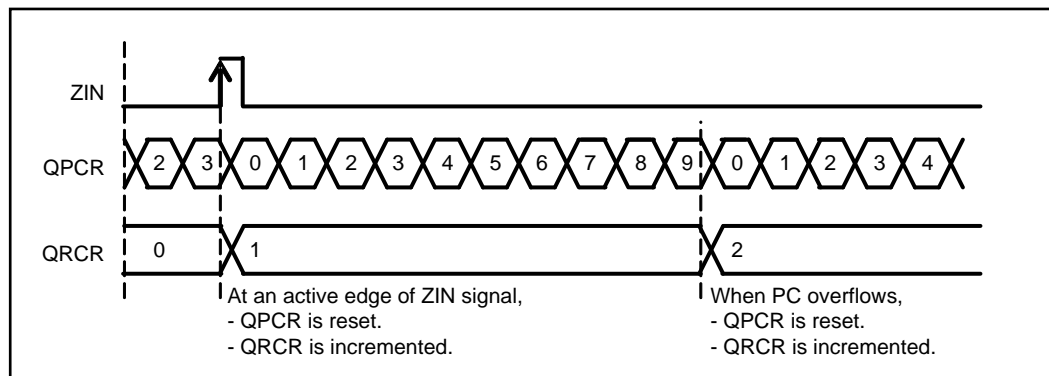 ZIN
QPCR 2 3 0 1 2 3 4 5 6 7 8 9 0 1 2 3 4
QRCR 0 1 2
At an active edge of ZIN signal,
- QPCR is reset.
- QRCR is incremented.
When PC overflows,
- QPCR is reset.
- QRCR is incremented.